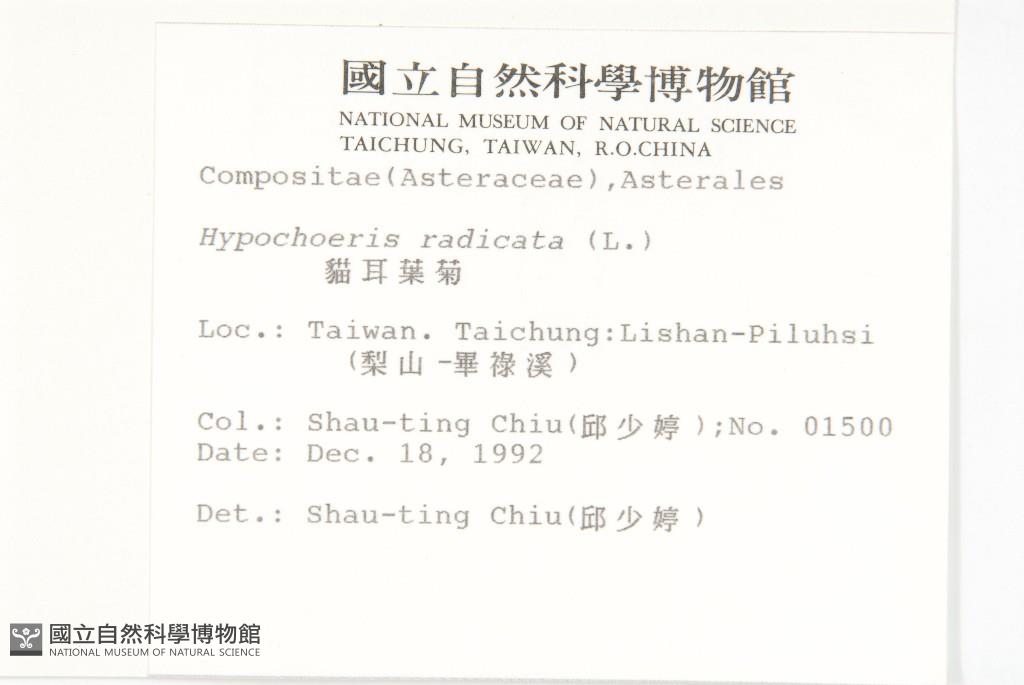 國立自然科學博物館
NATIONAL MUSEUM OF NATURAL SCIENCE
TAICHUNG, TAIWAN, R.O.CHINA
Compositae(Asteraceae),Asterales
Hypochoeris radicata (L.)
貓耳葉菊
Loc.: Taiwan. Taichung:Lishan-Piluhsi
(梨山-畢祿溪)
Col.: Shau-ting Chiu(邱少婷);No. 01500
Date: Dec. 18, 1992
Det.: Shau-ting Chiu(邱少婷)
國立自然科學博物館
NATIONAL MUSEUM OF NATURAL SCIENCE